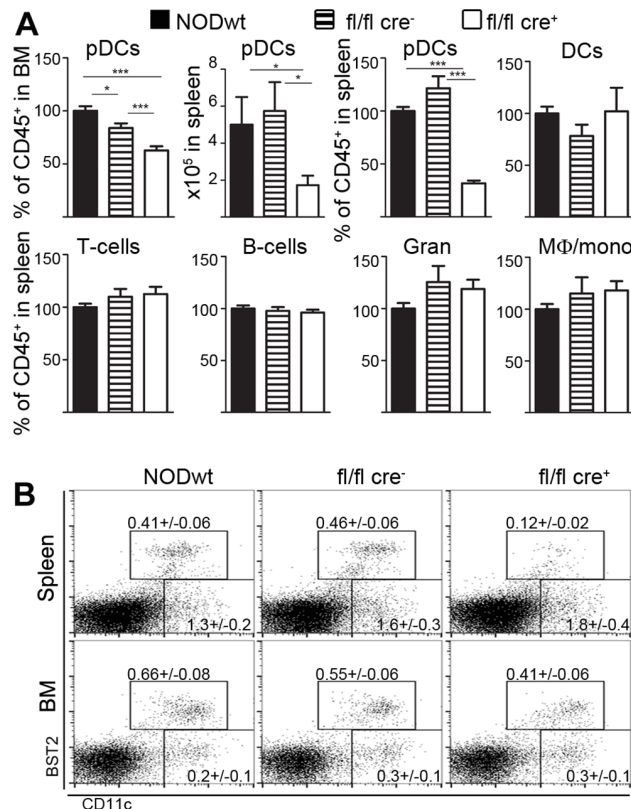 A
NODwt fl/fl cre⁻ fl/fl cre⁺
pDCs pDCs pDCs DCs
% of CD45⁺ in BM
150
100
50
***
*
***
x10⁵ in spleen
8
6
4
2
*
*
% of CD45⁺ in spleen
150
100
50
***
***
150
100
50
T-cells B-cells Gran MΦ/mono
% of CD45⁺ in spleen
150
100
50
150
100
50
150
100
50
150
100
50
B
NODwt fl/fl cre⁻ fl/fl cre⁺
Spleen
0.41+/-0.06 0.46+/-0.06 0.12+/-0.02
1.3+/-0.2 1.6+/-0.3 1.8+/-0.4
BM
0.66+/-0.08 0.55+/-0.06 0.41+/-0.06
0.2+/-0.1 0.3+/-0.1 0.3+/-0.1
BST2
CD11c